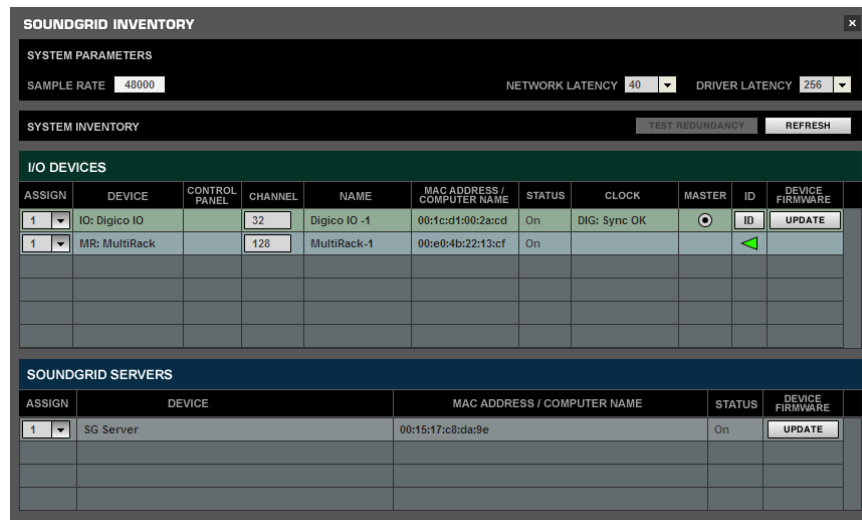 SOUNDGRID INVENTORY x
SYSTEM PARAMETERS
SAMPLE RATE 48000 NETWORK LATENCY 40 DRIVER LATENCY 256
SYSTEM INVENTORY TEST REDUNDANCY REFRESH
I/O DEVICES
ASSIGN DEVICE CONTROL PANEL CHANNEL NAME MAC ADDRESS / COMPUTER NAME STATUS CLOCK MASTER ID DEVICE FIRMWARE
1 IO: Digico IO 32 Digico IO -1 00:1c:d1:00:2a:cd On DIG: Sync OK ID UPDATE
1 MR: MultiRack 128 MultiRack-1 00:e0:4b:22:13:cf On
SOUNDGRID SERVERS
ASSIGN DEVICE MAC ADDRESS / COMPUTER NAME STATUS DEVICE FIRMWARE
1 SG Server 00:15:17:c8:da:9e On UPDATE